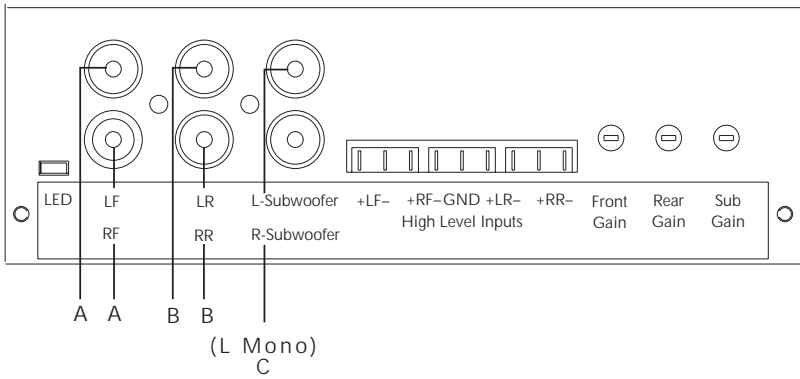 LED LF LR L-Subwoofer +LF– +RF–GND +LR– +RR– Front Rear Sub
RF RR R-Subwoofer High Level Inputs Gain Gain Gain
A A B B
(L Mono)
C